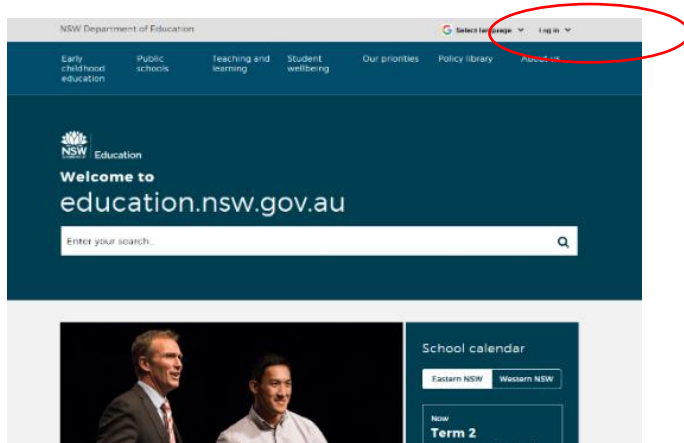 NSW Department of Education
Select language Log in
Early childhood education
Public schools
Teaching and learning
Student wellbeing
Our priorities
Policy library
About us
NSW
Education
Welcome to
education.nsw.gov.au
Enter your search...
School calendar
Eastern NSW Western NSW
Now
Term 2